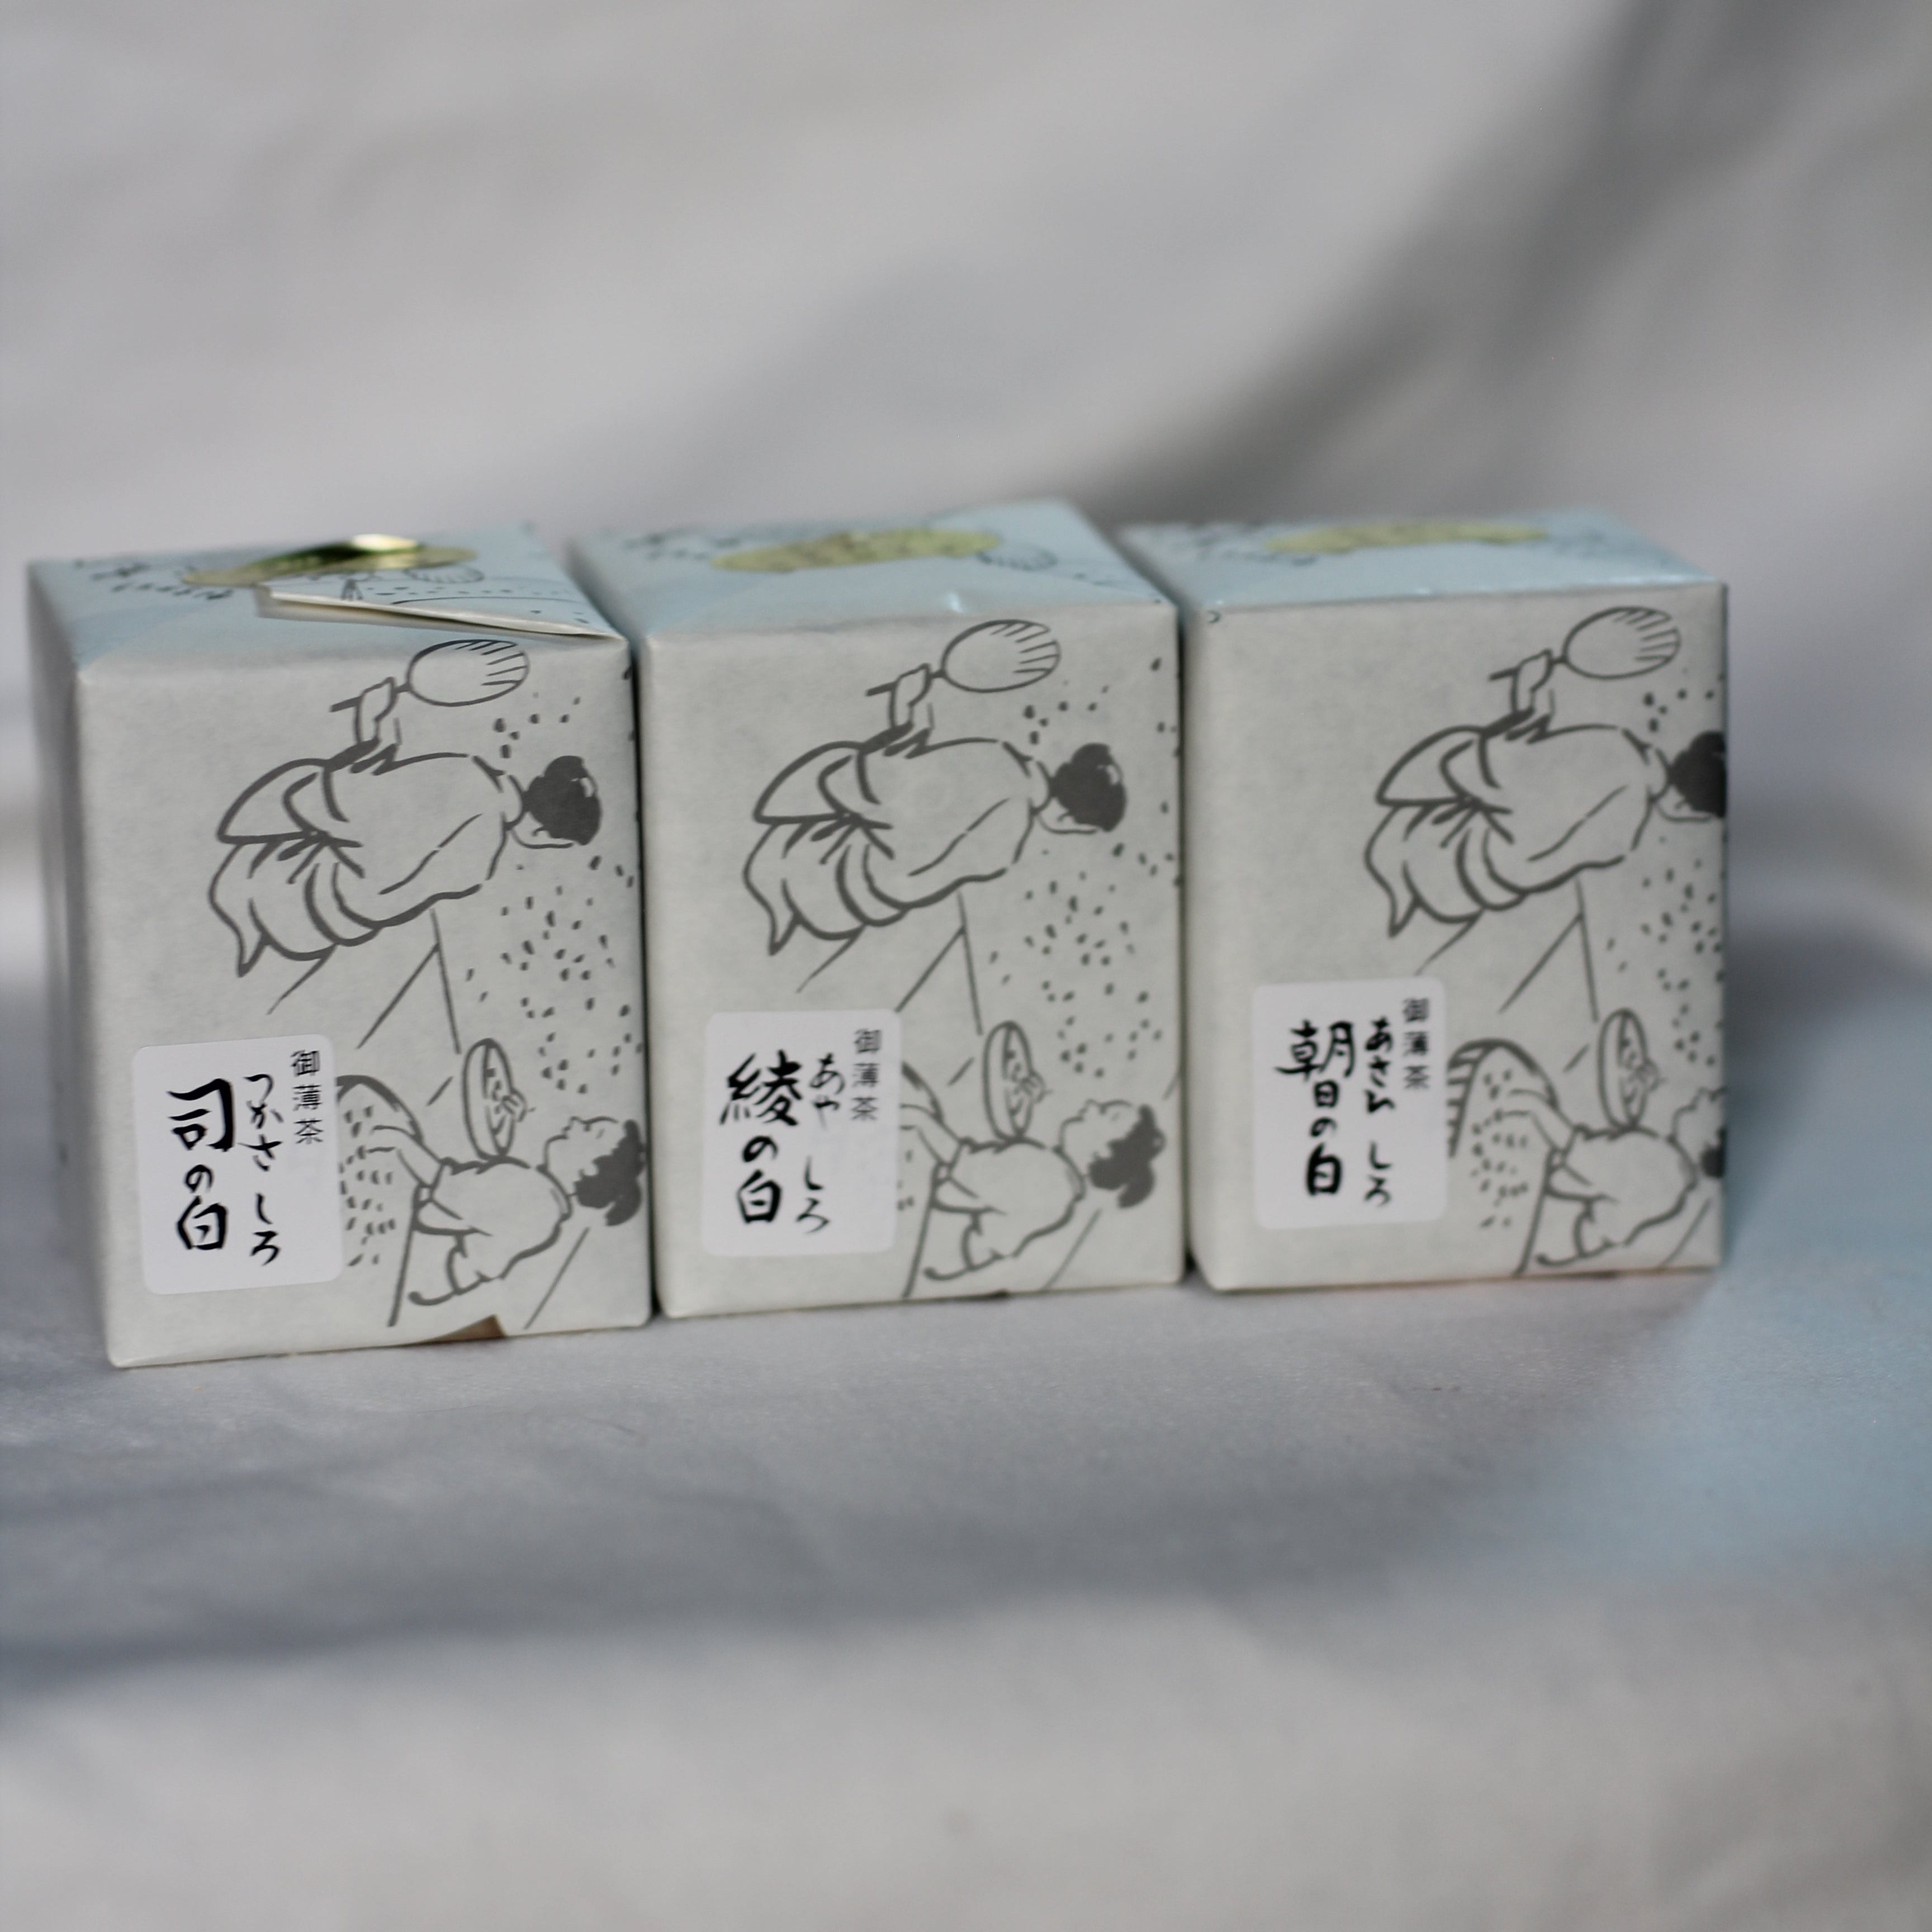 御薄茶
つかさ しろ
司の白
御薄茶
あや しろ
綾の白
御薄茶
あさひ しろ
朝日の白